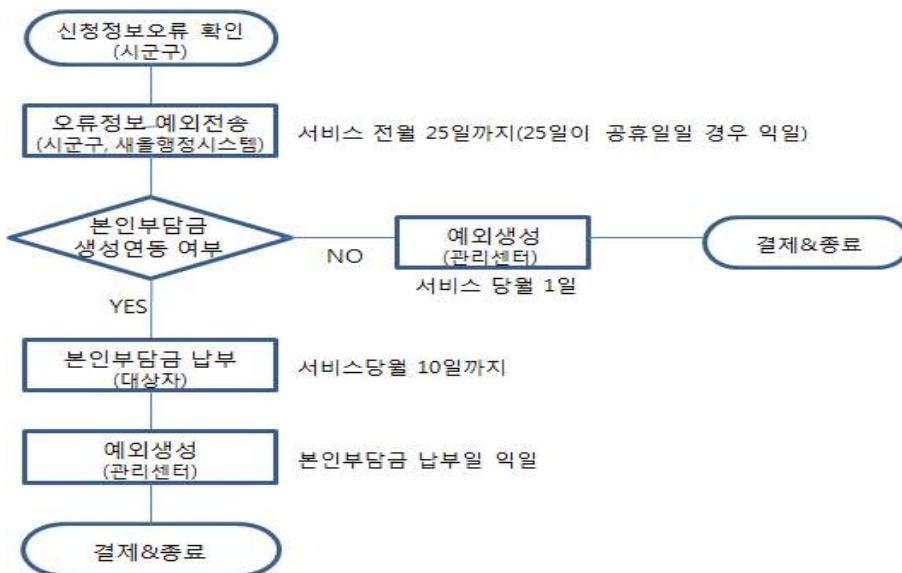 신청정보오류 확인
(시군구)
오류정보 예외전송
(시군구, 새올행정시스템)
서비스 전월 25일까지(25일이 공휴일일 경우 익일)
본인부담금
생성연동 여부
NO
예외생성
(관리센터)
서비스 당월 1일
결제&종료
YES
본인부담금 납부
(대상자)
서비스당월 10일까지
예외생성
(관리센터)
본인부담금 납부일 익일
결제&종료